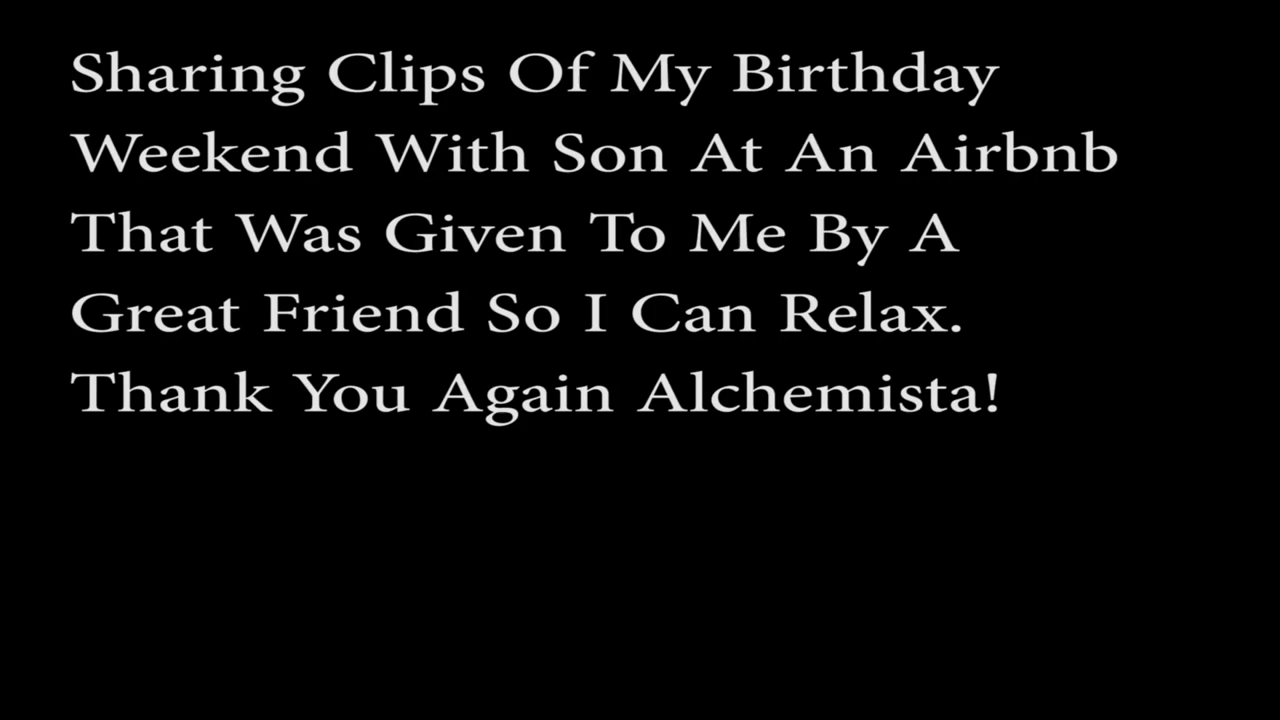 Sharing Clips Of My Birthday
Weekend With Son At An Airbnb
That Was Given To Me By A
Great Friend So I Can Relax.
Thank You Again Alchemista!